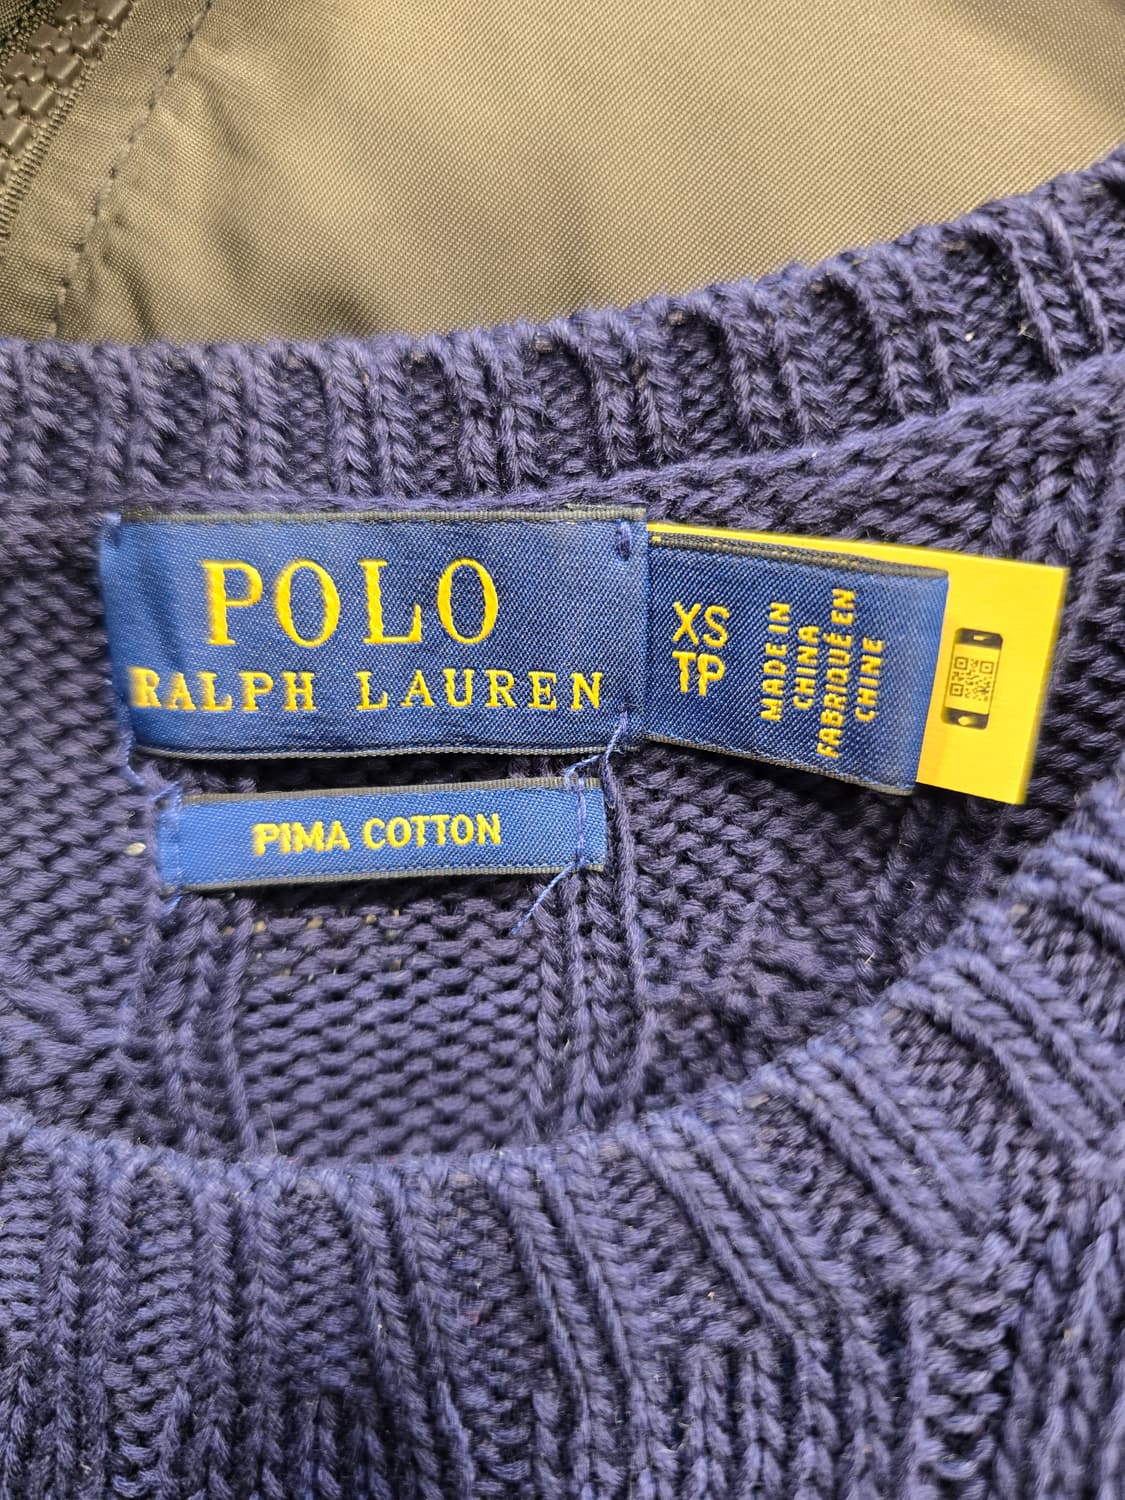 POLO
RALPH LAUREN
XS
TP
MADE IN
CHINA
FABRIQUÉ EN
CHINE
PIMA COTTON